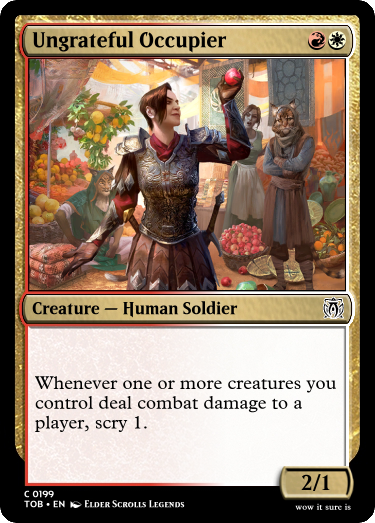 Ungrateful Occupier
Creature — Human Soldier
Whenever one or more creatures you
control deal combat damage to a
player, scry 1.
2/1
C 0199
TOB • EN Elder Scrolls Legends
wow it sure is